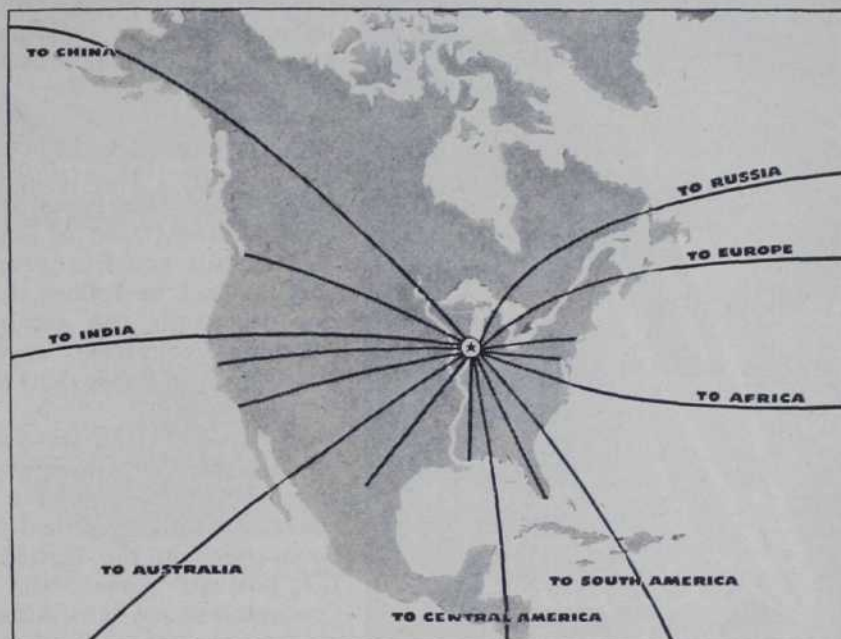 TO CHINA
TO RUSSIA
TO EUROPE
TO INDIA
TO AFRICA
TO AUSTRALIA
TO SOUTH AMERICA
TO CENTRAL AMERICA